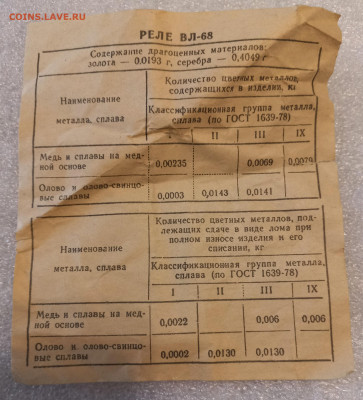 COINS.LAVE.RU
РЕЛЕ ВЛ-68
Содержание драгоценных материалов:
золота — 0,0193 г, серебра — 0,4049 г
Наименование
металла, сплава
Количество цветных металлов,
содержащихся в изделии, кг
Классификационная группа металла,
сплава (по ГОСТ 1639-78)
II III IX
Медь и сплавы на мед-
ной основе
0,00235 0,0069 0,0079
Олово и олово-свинцо-
вые сплавы
0,0003 0,0143 0,0141
Наименование
металла, сплава
Количество цветных металлов, под-
лежащих сдаче в виде лома при
полном износе изделия и его
списании, кг
Классификационная группа металла,
сплава (по ГОСТ 1639-78)
I II III IX
Медь и сплавы на мед-
ной основе
0,0022 0,006 0,006
Олово и олово-свинцо-
вые сплавы
0,0002 0,0130 0,0130